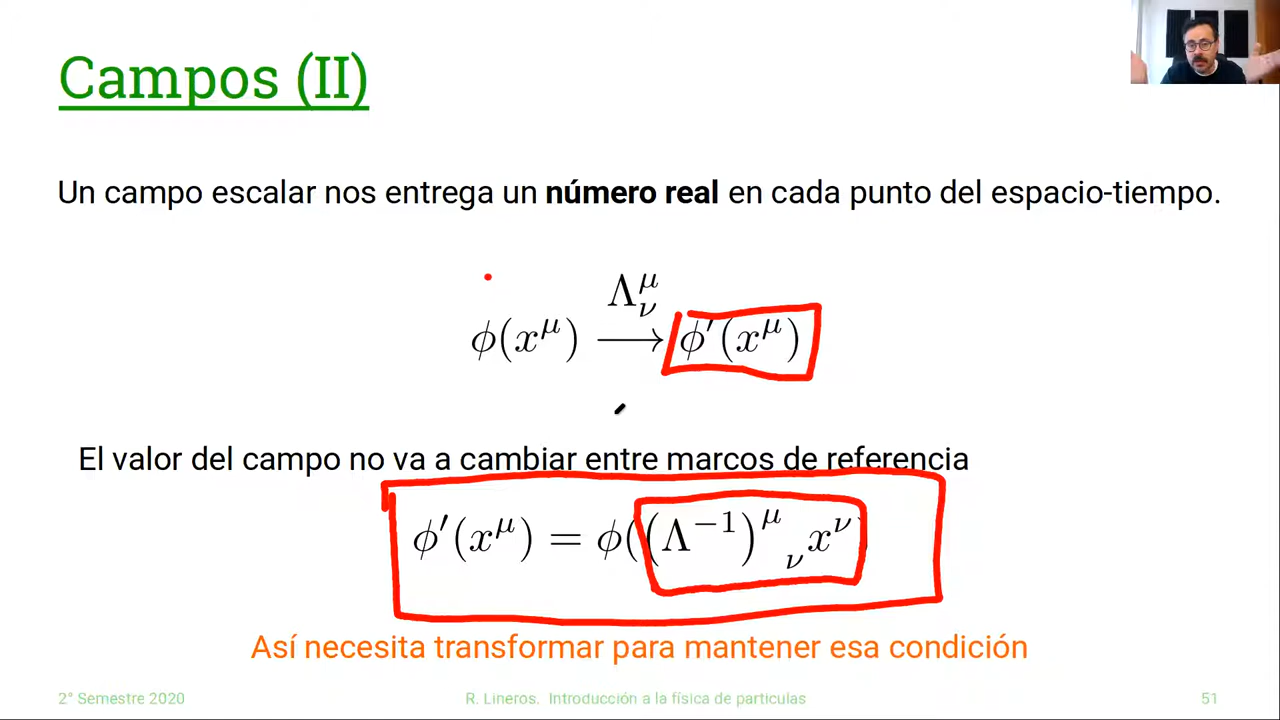 Campos (II)
Un campo escalar nos entrega un número real en cada punto del espacio-tiempo.
Λ^μ_ν
ϕ(x^μ) ⟶ ϕ′(x^μ)
El valor del campo no va a cambiar entre marcos de referencia
ϕ′(x^μ) = ϕ((Λ^{−1})^μ_ν x^ν)
Así necesita transformar para mantener esa condición
2° Semestre 2020
R. Lineros. Introducción a la física de particulas
51